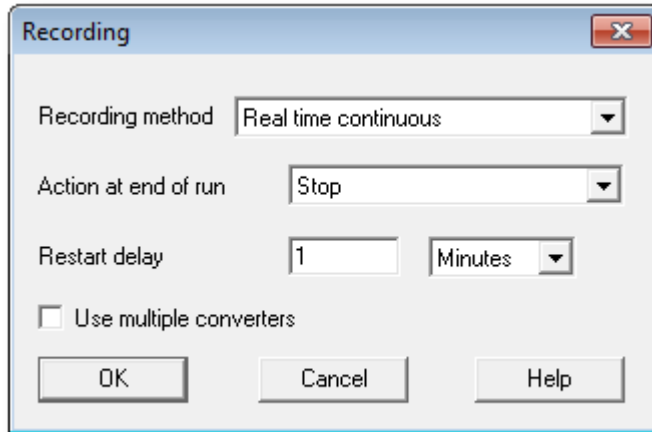 Recording
Recording method Real time continuous
Action at end of run Stop
Restart delay 1 Minutes
Use multiple converters
OK Cancel Help